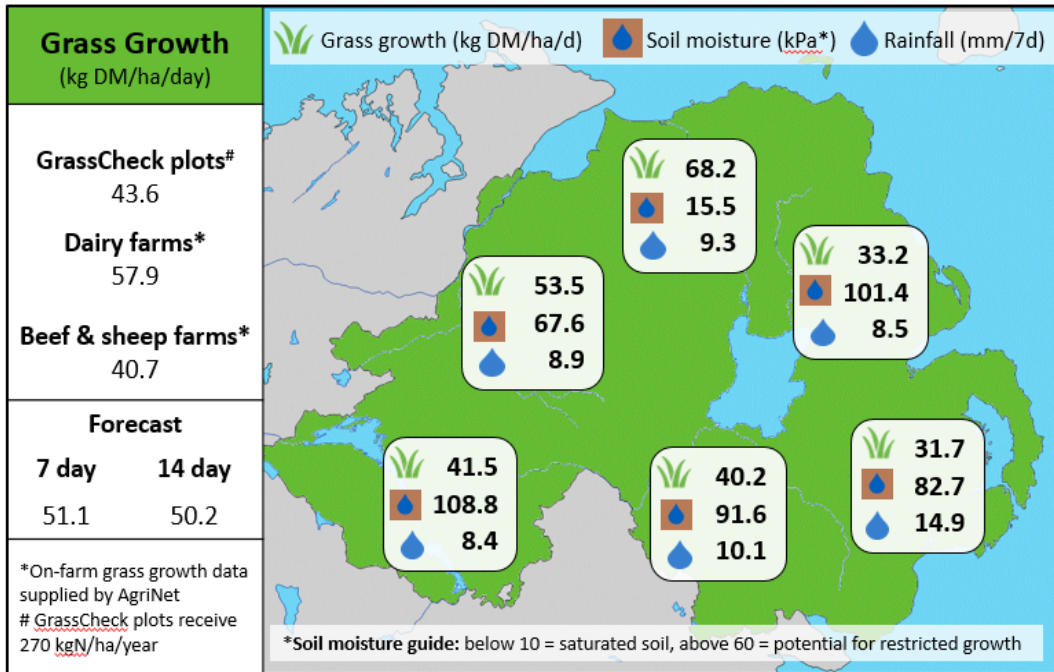 Grass Growth
(kg DM/ha/day)
GrassCheck plots#
43.6
Dairy farms*
57.9
Beef & sheep farms*
40.7
Forecast
7 day 14 day
51.1 50.2
*On-farm grass growth data
supplied by AgriNet
# GrassCheck plots receive
270 kgN/ha/year
Grass growth (kg DM/ha/d) Soil moisture (kPa*) Rainfall (mm/7d)
68.2
15.5
9.3
33.2
101.4
8.5
53.5
67.6
8.9
41.5
108.8
8.4
40.2
91.6
10.1
31.7
82.7
14.9
*Soil moisture guide: below 10 = saturated soil, above 60 = potential for restricted growth